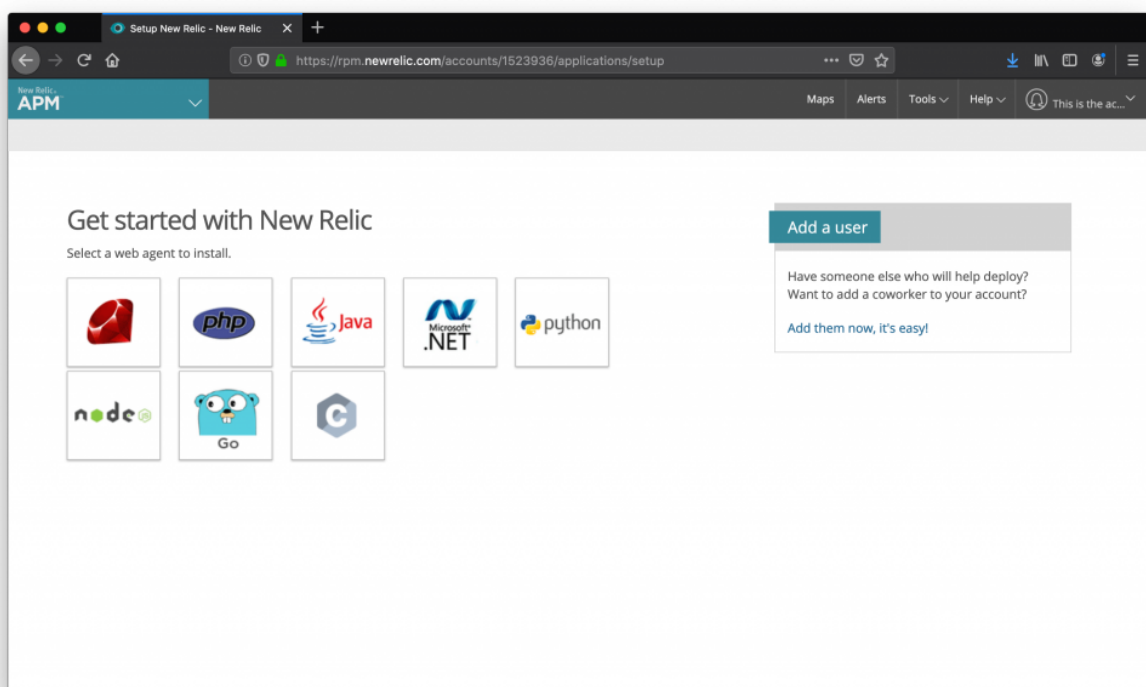 Setup New Relic - New Relic
https://rpm.newrelic.com/accounts/1523936/applications/setup
New Relic.
APM
Maps
Alerts
Tools
Help
This is the ac...
Get started with New Relic
Select a web agent to install.
php
Java
Microsoft
.NET
python
node JS
Go
C
Add a user
Have someone else who will help deploy?
Want to add a coworker to your account?
Add them now, it's easy!